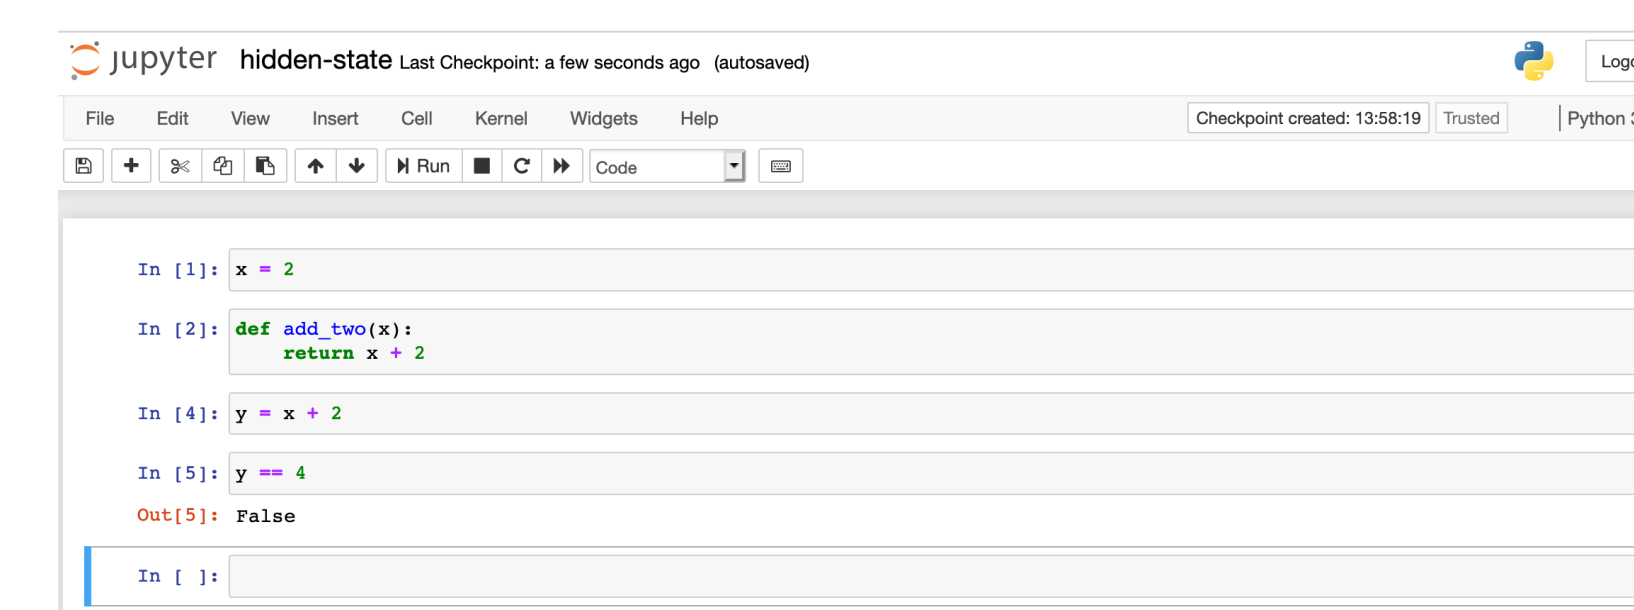 jupyter hidden-state Last Checkpoint: a few seconds ago (autosaved)
File Edit View Insert Cell Kernel Widgets Help Checkpoint created: 13:58:19 Trusted Python
Run Code
In [1]: x = 2
In [2]: def add_two(x):
return x + 2
In [4]: y = x + 2
In [5]: y == 4
Out[5]: False
In [ ]: